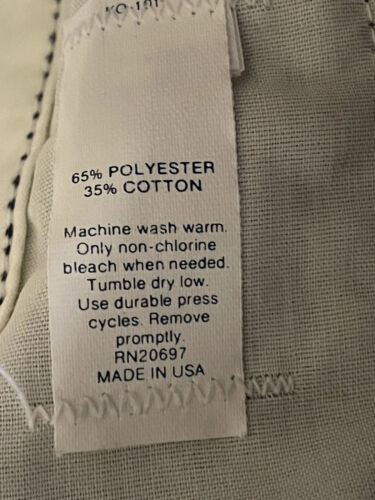 65% POLYESTER
35% COTTON
Machine wash warm.
Only non-chlorine
bleach when needed.
Tumble dry low.
Use durable press
cycles. Remove
promptly.
RN20697
MADE IN USA